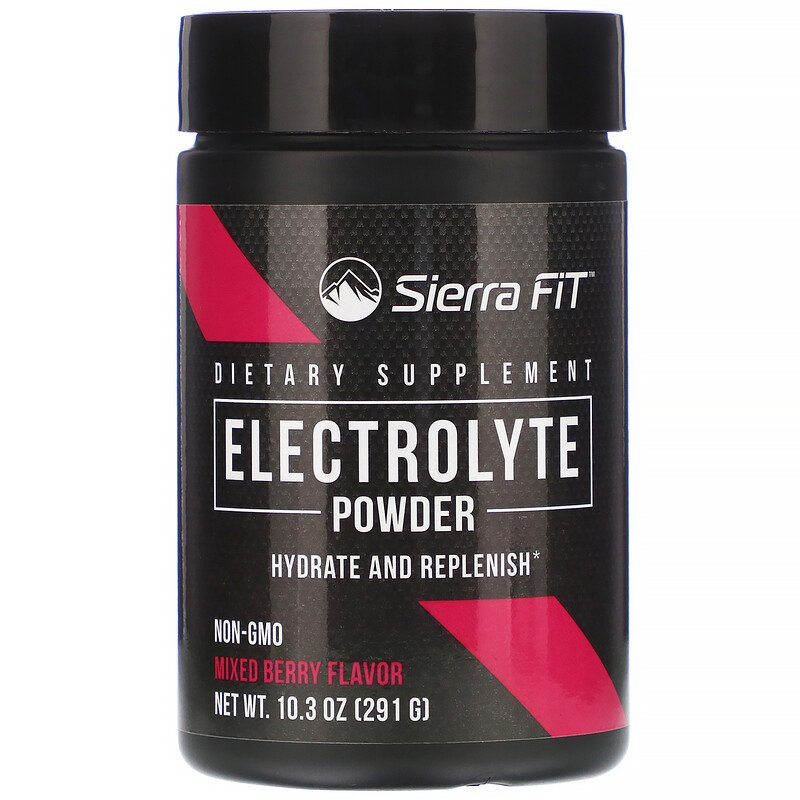 Sierra FiT™
DIETARY SUPPLEMENT
ELECTROLYTE
POWDER
HYDRATE AND REPLENISH*
NON-GMO
MIXED BERRY FLAVOR
NET WT. 10.3 OZ (291 G)